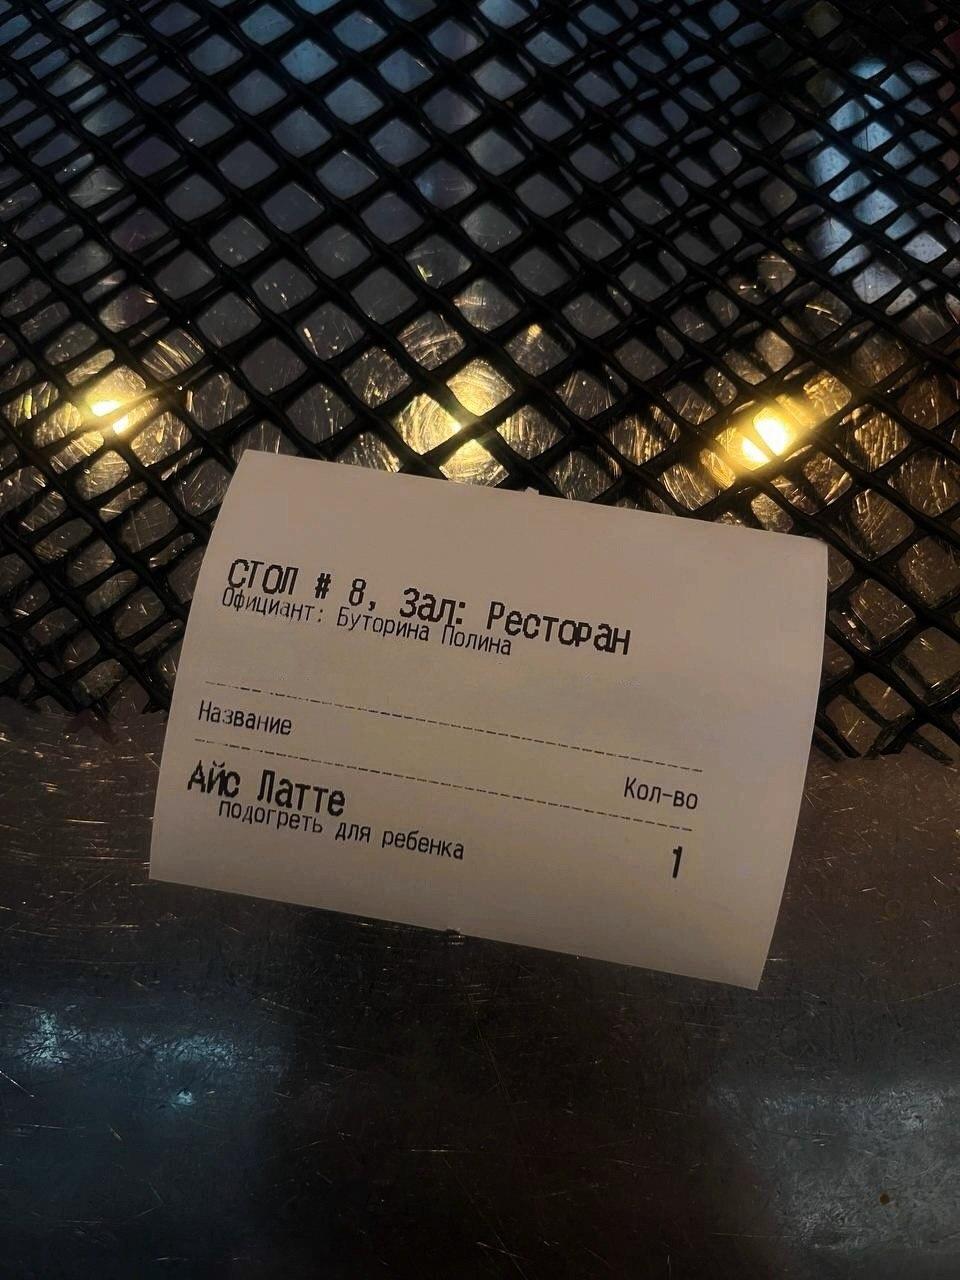 СТОЛ # 8, Зал: Ресторан
Официант: Буторина Полина
Название
Кол-во
Айс Латте
подогреть для ребенка
1